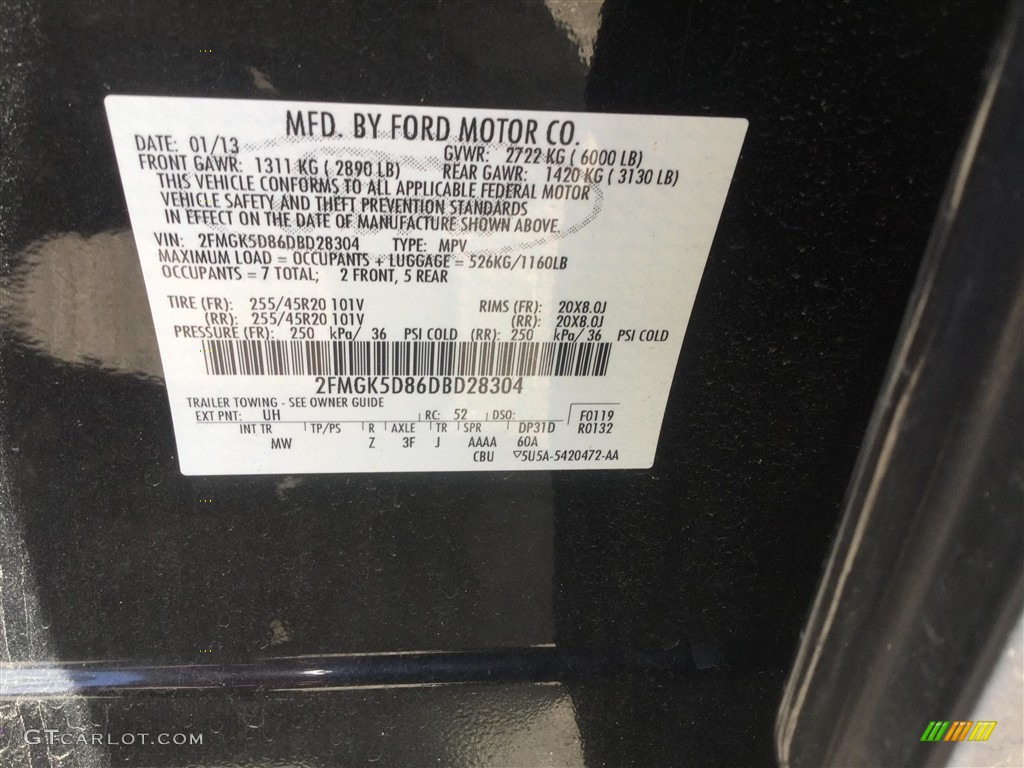 MFD. BY FORD MOTOR CO.
DATE: 01/13 GVWR: 2722 KG ( 6000 LB)
FRONT GAWR: 1311 KG ( 2890 LB) REAR GAWR: 1420 KG ( 3130 LB)
THIS VEHICLE CONFORMS TO ALL APPLICABLE FEDERAL MOTOR
VEHICLE SAFETY AND THEFT PREVENTION STANDARDS
IN EFFECT ON THE DATE OF MANUFACTURE SHOWN ABOVE.
VIN: 2FMGK5D86DBD28304 TYPE: MPV
MAXIMUM LOAD = OCCUPANTS + LUGGAGE = 526KG/1160LB
OCCUPANTS = 7 TOTAL; 2 FRONT, 5 REAR
TIRE (FR): 255/45R20 101V RIMS (FR): 20X8.0J
(RR): 255/45R20 101V (RR): 20X8.0J
PRESSURE (FR): 250 kPa/ 36 PSI COLD (RR): 250 kPa/ 36 PSI COLD
2FMGK5D86DBD28304
TRAILER TOWING - SEE OWNER GUIDE
EXT PNT: UH RC: 52 DSO: F0119
INT TR TP/PS R AXLE TR SPR DP31D R0132
MW Z 3F J AAAA 60A
CBU ▽5U5A-5420472-AA
GTCARLOT.COM